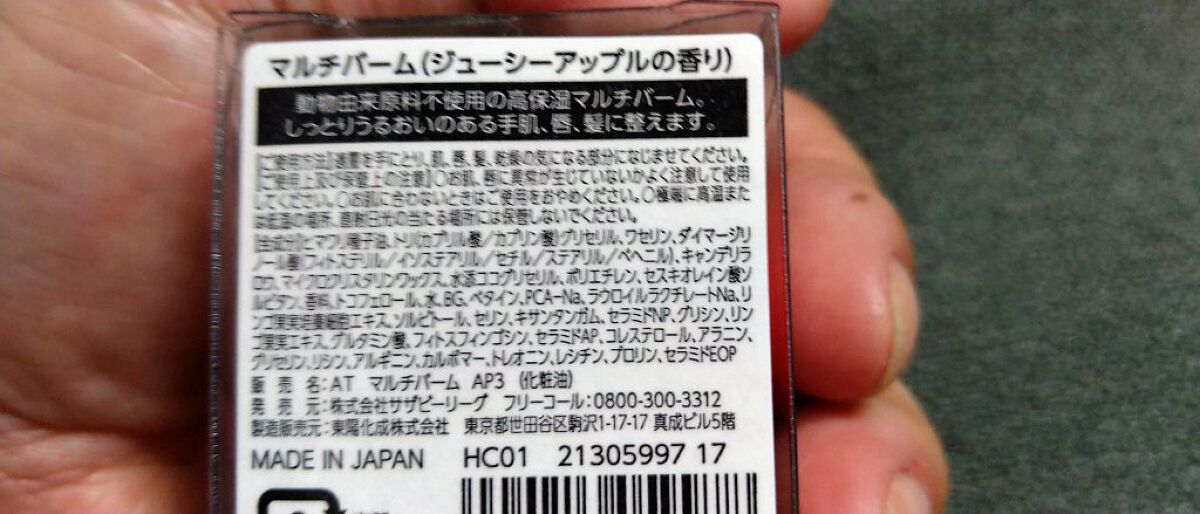 マルチバーム(ジューシーアップルの香り)
動物由来原料不使用の高保湿マルチバーム。
しっとりうるおいのある手肌、唇、髪に整えます。
[ご使用方法]適量を手にとり、肌、唇、髪、乾燥の気になる部分になじませてください。
[ご使用上及び保管上の注意]〇お肌、唇に異常が生じていないかよく注意して使用
してください。〇お肌に合わないときはご使用をおやめください。〇極端に高温また
は低温の場所、直射日光の当たる場所には保管しないでください。
[全成分]ヒマワリ種子油、トリ(カプリル酸/カプリン酸)グリセリル、ワセリン、ダイマージリ
ノール酸(フィトステリル/イソステアリル/セチル/ステアリル/ベヘニル)、キャンデリラ
ロウ、マイクロクリスタリンワックス、水添ココグリセリル、ポリエチレン、セスキオレイン酸
ソルビタン、香料、トコフェロール、水、BG、ベタイン、PCA-Na、ラウロイルラクチレートNa、リ
ンゴ果実培養細胞エキス、ソルビトール、セリン、キサンタンガム、セラミドNP、グリシン、リン
ゴ果実エキス、グルタミン酸、フィトスフィンゴシン、セラミドAP、コレステロール、アラニン、
グリセリン、リシン、アルギニン、カルボマー、トレオニン、レシチン、プロリン、セラミドEOP
販 売 名:AT マルチバーム AP3 (化粧油)
発 売 元:株式会社サザビーリーグ フリーコール:0800-300-3312
製造販売元:東陽化成株式会社 東京都世田谷区駒沢1-17-17 真成ビル5階
MADE IN JAPAN HC01 21305997 17